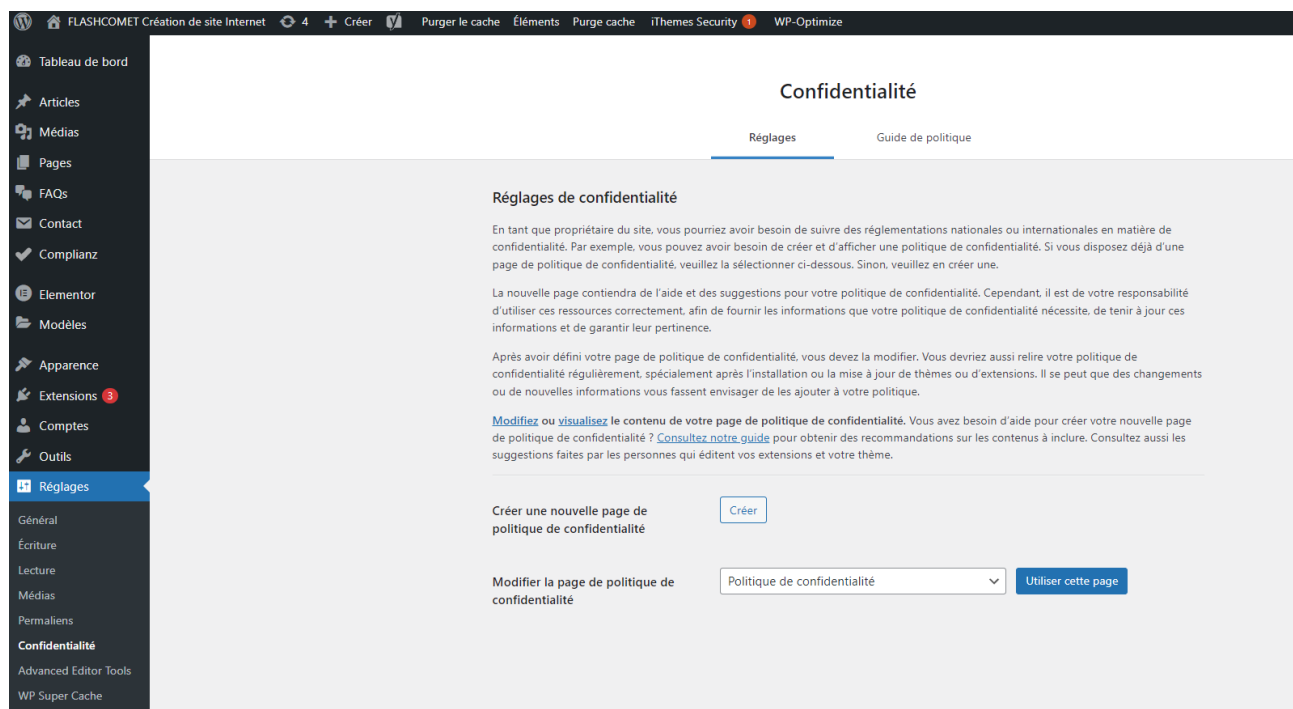 FLASHCOMET Création de site Internet 4 Créer Purger le cache Éléments Purge cache iThemes Security 1 WP-Optimize
Tableau de bord
Articles
Médias
Pages
FAQs
Contact
Complianz
Elementor
Modèles
Apparence
Extensions 3
Comptes
Outils
Réglages
Général
Écriture
Lecture
Médias
Permaliens
Confidentialité
Advanced Editor Tools
WP Super Cache
Confidentialité
Réglages Guide de politique
Réglages de confidentialité
En tant que propriétaire du site, vous pourriez avoir besoin de suivre des réglementations nationales ou internationales en matière de
confidentialité. Par exemple, vous pouvez avoir besoin de créer et d'afficher une politique de confidentialité. Si vous disposez déjà d'une
page de politique de confidentialité, veuillez la sélectionner ci-dessous. Sinon, veuillez en créer une.
La nouvelle page contiendra de l'aide et des suggestions pour votre politique de confidentialité. Cependant, il est de votre responsabilité
d'utiliser ces ressources correctement, afin de fournir les informations que votre politique de confidentialité nécessite, de tenir à jour ces
informations et de garantir leur pertinence.
Après avoir défini votre page de politique de confidentialité, vous devez la modifier. Vous devriez aussi relire votre politique de
confidentialité régulièrement, spécialement après l'installation ou la mise à jour de thèmes ou d'extensions. Il se peut que des changements
ou de nouvelles informations vous fassent envisager de les ajouter à votre politique.
Modifiez ou visualisez le contenu de votre page de politique de confidentialité. Vous avez besoin d'aide pour créer votre nouvelle page
de politique de confidentialité ? Consultez notre guide pour obtenir des recommandations sur les contenus à inclure. Consultez aussi les
suggestions faites par les personnes qui éditent vos extensions et votre thème.
Créer une nouvelle page de
politique de confidentialité
Créer
Modifier la page de politique de
confidentialité
Politique de confidentialité
Utiliser cette page